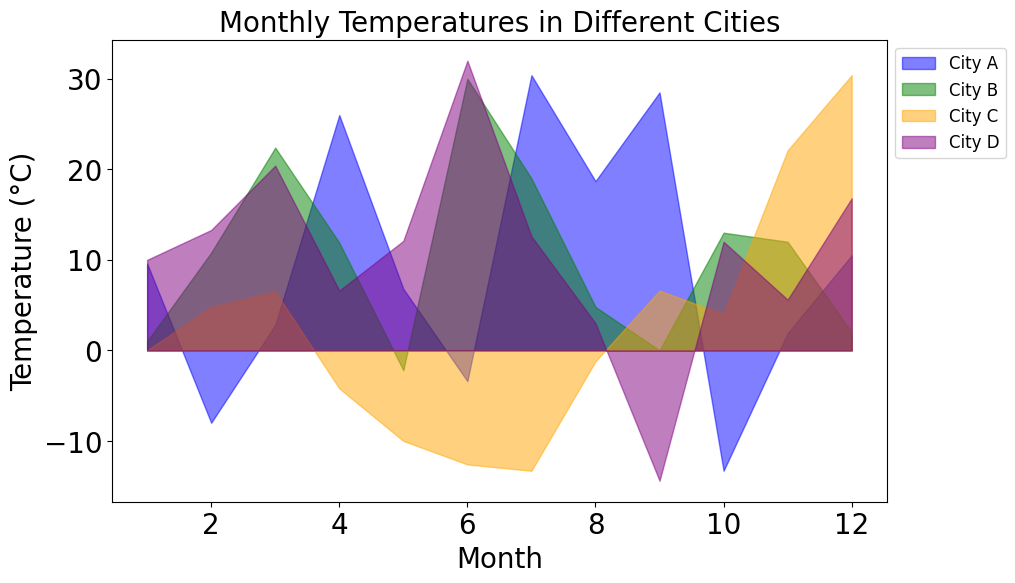 Monthly Temperatures in Different Cities
Temperature (°C)
30
20
10
0
−10
2 4 6 8 10 12
Month
City A
City B
City C
City D